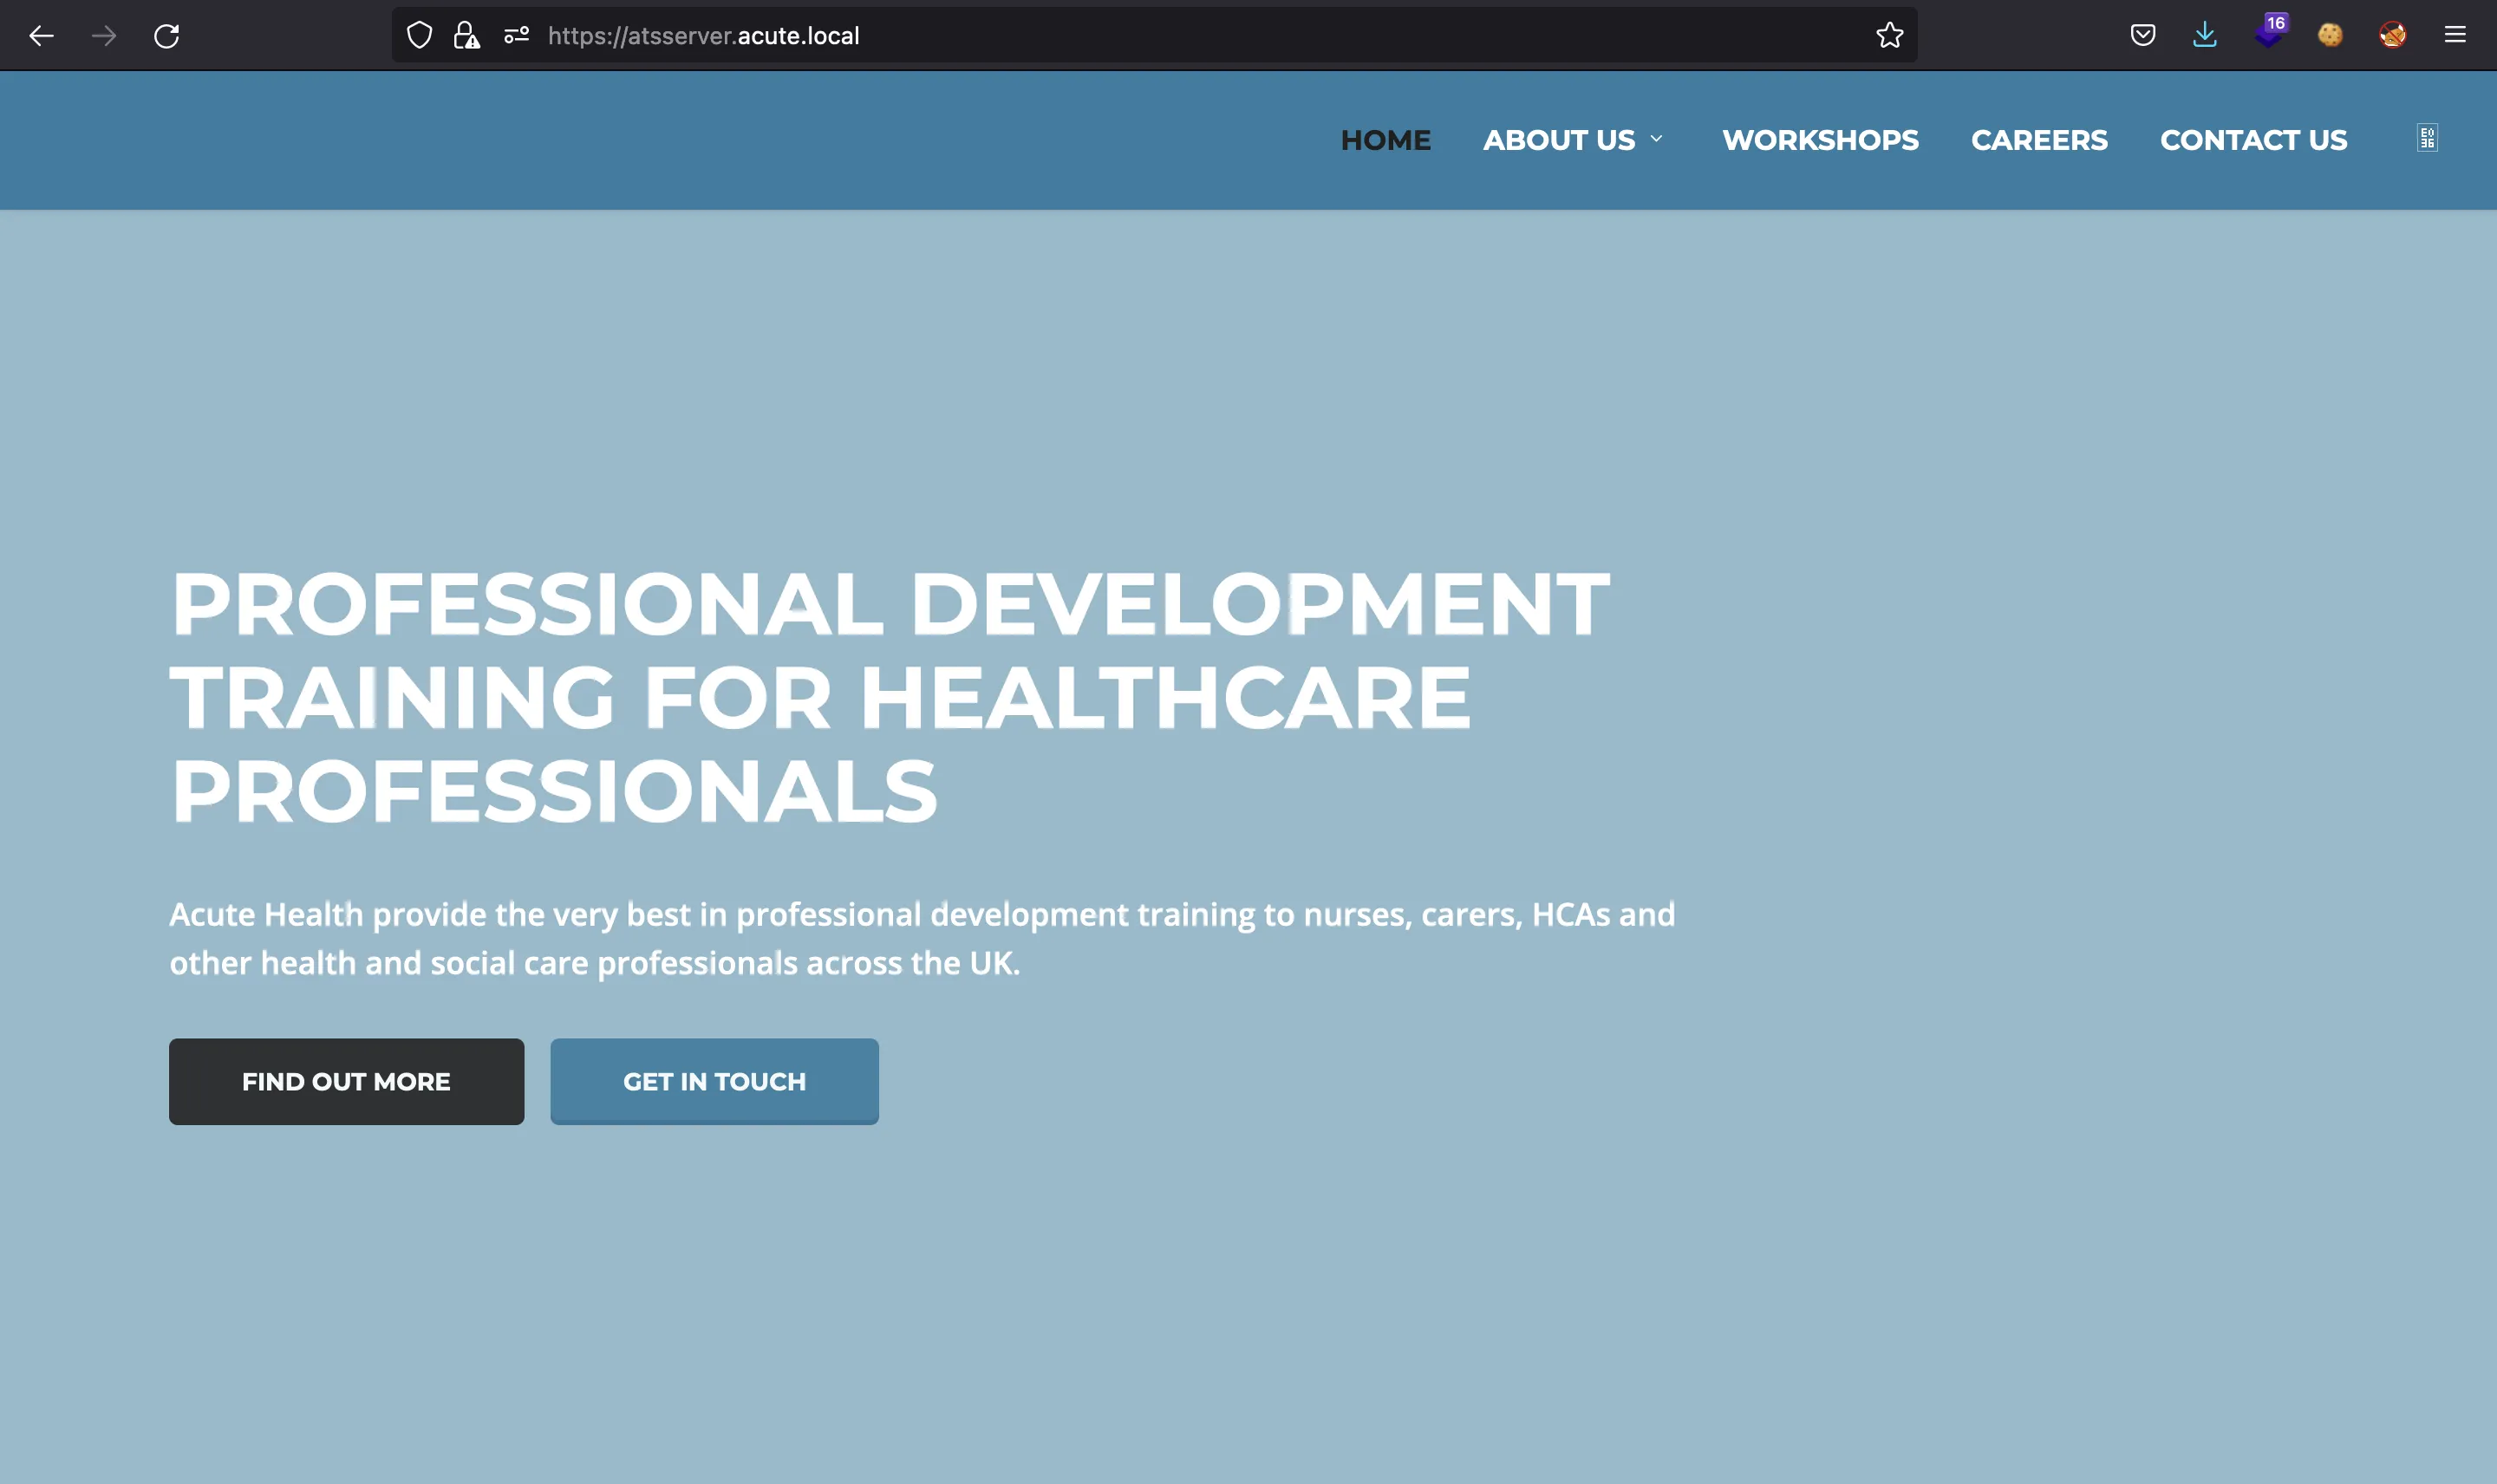 https://atsserver.acute.local
16
HOME ABOUT US WORKSHOPS CAREERS CONTACT US
PROFESSIONAL DEVELOPMENT
TRAINING FOR HEALTHCARE
PROFESSIONALS
Acute Health provide the very best in professional development training to nurses, carers, HCAs and
other health and social care professionals across the UK.
FIND OUT MORE GET IN TOUCH